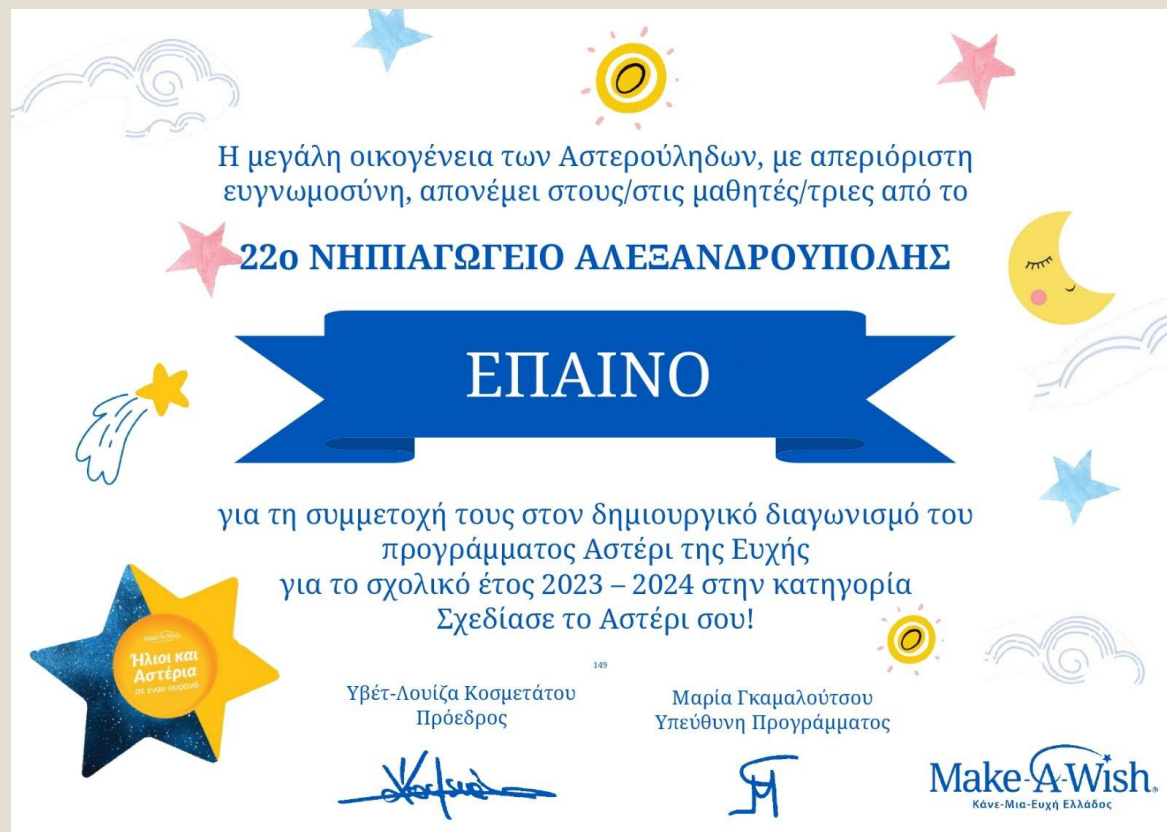 Η μεγάλη οικογένεια των Αστερούληδων, με απεριόριστη
ευγνωμοσύνη, απονέμει στους/στις μαθητές/τριες από το
22ο ΝΗΠΙΑΓΩΓΕΙΟ ΑΛΕΞΑΝΔΡΟΥΠΟΛΗΣ
ΕΠΑΙΝΟ
για τη συμμετοχή τους στον δημιουργικό διαγωνισμό του
προγράμματος Αστέρι της Ευχής
για το σχολικό έτος 2023 – 2024 στην κατηγορία
Σχεδίασε το Αστέρι σου!
Make-A-Wish.
Ήλιοι και
Αστέρια
σε έναν ουρανό
149
Υβέτ-Λουίζα Κοσμετάτου
Πρόεδρος
Μαρία Γκαμαλούτσου
Υπεύθυνη Προγράμματος
Make-A-Wish®
Κάνε-Μια-Ευχή Ελλάδος